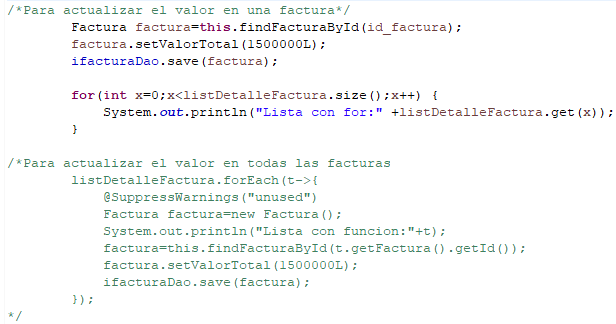 /*Para actualizar el valor en una factura*/
Factura factura=this.findFacturaById(id_factura);
factura.setValorTotal(1500000L);
ifacturaDao.save(factura);
for(int x=0;x<listDetalleFactura.size();x++) {
System.out.println("Lista con for:" +listDetalleFactura.get(x));
}
/*Para actualizar el valor en todas las facturas
listDetalleFactura.forEach(t->{
@SuppressWarnings("unused")
Factura factura=new Factura();
System.out.println("Lista con funcion:"+t);
factura=this.findFacturaById(t.getFactura().getId());
factura.setValorTotal(1500000L);
ifacturaDao.save(factura);
});
*/